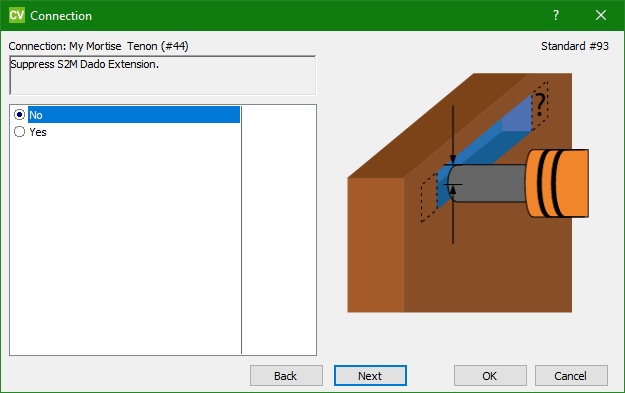 CV Connection ?
Connection: My Mortise  Tenon (#44) Standard #93
Suppress S2M Dado Extension.
No
Yes
?
Back Next OK Cancel